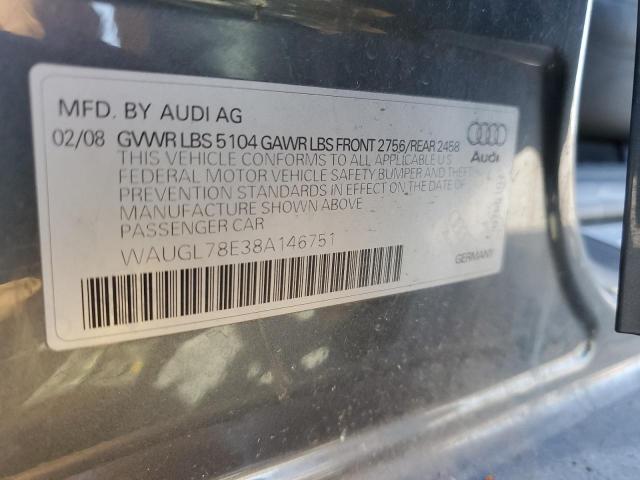 MFD. BY AUDI AG
02/08 GVWR LBS 5104 GAWR LBS FRONT 2756/REAR 2458
THIS VEHICLE CONFORMS TO ALL APPLICABLE U.S
FEDERAL MOTOR VEHICLE SAFETY BUMPER AND THEFT
PREVENTION STANDARDS IN EFFECT ON THE DATE OF
MANUFACTURE SHOWN ABOVE
PASSENGER CAR
WAUGL78E38A146751
Audi
GERMANY